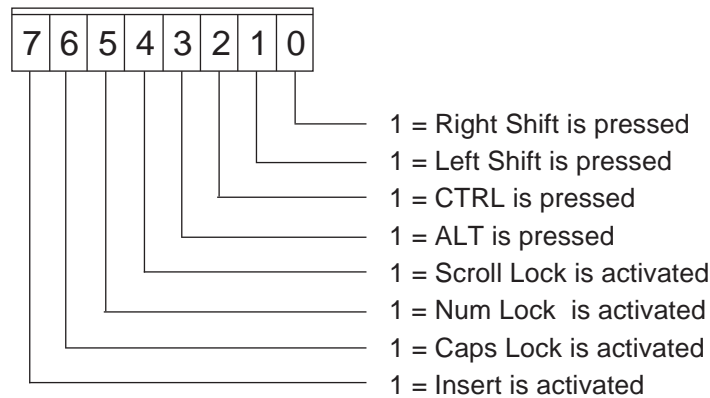 7 6 5 4 3 2 1 0
1 = Right Shift is pressed
1 = Left Shift is pressed
1 = CTRL is pressed
1 = ALT is pressed
1 = Scroll Lock is activated
1 = Num Lock is activated
1 = Caps Lock is activated
1 = Insert is activated